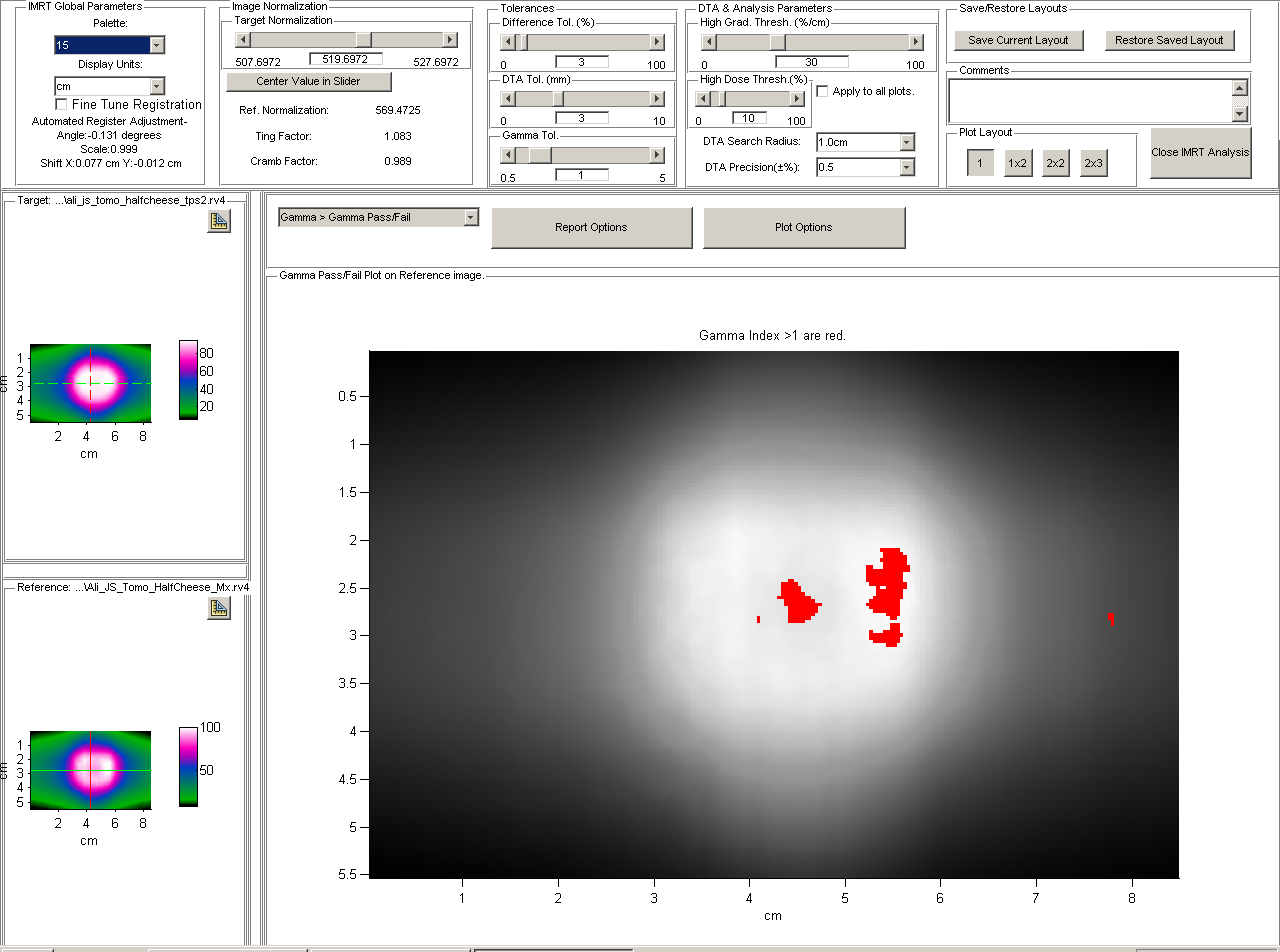 IMRT Global Parameters
Palette:
15
Display Units:
cm
Fine Tune Registration
Automated Register Adjustment-
Angle:-0.131 degrees
Scale:0.999
Shift X:0.077 cm Y:-0.012 cm
Image Normalization
Target Normalization
507.6972 519.6972 527.6972
Center Value in Slider
Ref. Normalization: 569.4725
Ting Factor: 1.083
Cramb Factor: 0.989
Tolerances
Difference Tol. (%)
0 3 100
DTA Tol. (mm)
0 3 10
Gamma Tol.
0.5 1 5
DTA & Analysis Parameters
High Grad. Thresh. (%/cm)
0 30 100
High Dose Thresh.(%)
0 10 100
Apply to all plots.
DTA Search Radius: 1.0cm
DTA Precision(±%): 0.5
Save/Restore Layouts
Save Current Layout Restore Saved Layout
Comments
Plot Layout
1 1x2 2x2 2x3
Close IMRT Analysis
Target: ...\ali_js_tomo_halfcheese_tps2.rv4
1
2
3
4
5
cm
2 4 6 8
cm
80
60
40
20
Reference: ...\Ali_JS_Tomo_HalfCheese_Mx.rv4
1
2
3
4
5
cm
2 4 6 8
cm
100
50
Gamma > Gamma Pass/Fail
Report Options
Plot Options
Gamma Pass/Fail Plot on Reference image.
Gamma Index >1 are red.
0.5
1
1.5
2
2.5
3
3.5
4
4.5
5
5.5
1 2 3 4 5 6 7 8
cm